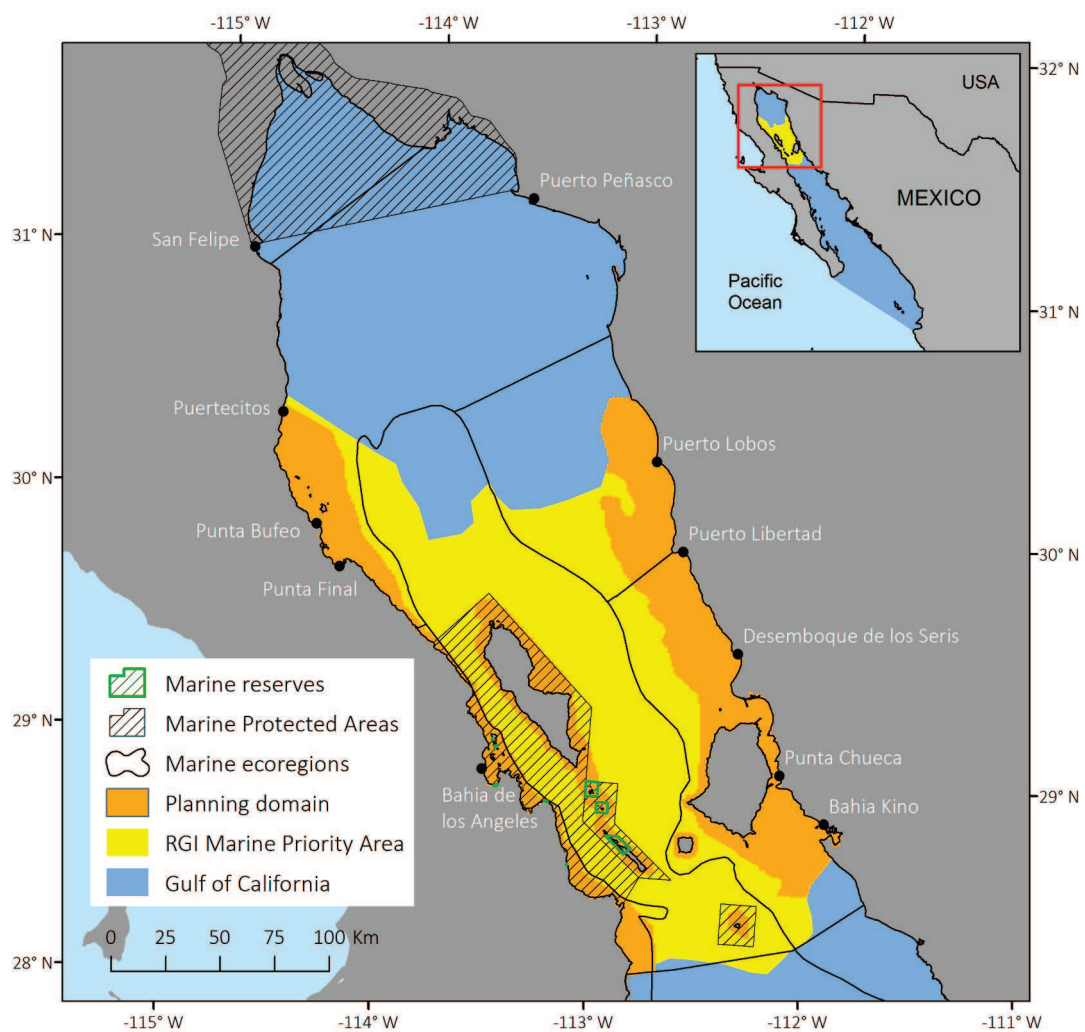 -115° W
-114° W
-113° W
-112° W
32° N
USA
MEXICO
Pacific
Ocean
Puerto Peñasco
31° N
San Felipe
31° N
Puertecitos
Puerto Lobos
30° N
Punta Bufeo
Puerto Libertad
30° N
Punta Final
Desemboque de los Seris
Marine reserves
Marine Protected Areas
29° N
Marine ecoregions
Punta Chueca
Planning domain
Bahia de
los Angeles
Bahia Kino
29° N
RGI Marine Priority Area
Gulf of California
0 25 50 75 100 Km
28° N
-115° W
-114° W
-113° W
-112° W
-111° W